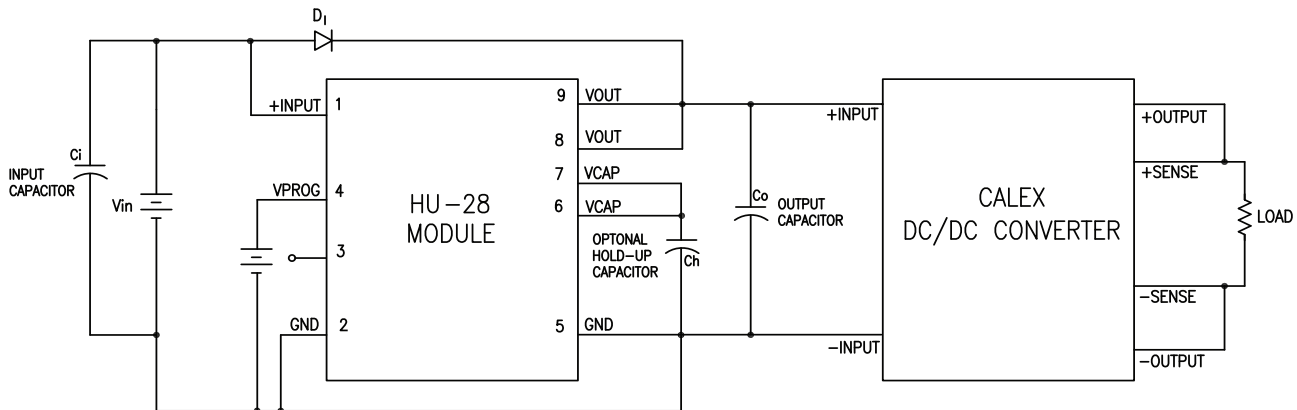 D1
+INPUT
1
9
VOUT
8
VOUT
7
VCAP
6
VCAP
5
GND
VPROG
4
3
GND
2
HU-28
MODULE
Ci
INPUT
CAPACITOR
Vin
OPTONAL
HOLD-UP
CAPACITOR
Ch
Co
OUTPUT
CAPACITOR
+INPUT
-INPUT
CALEX
DC/DC CONVERTER
+OUTPUT
+SENSE
LOAD
-SENSE
-OUTPUT